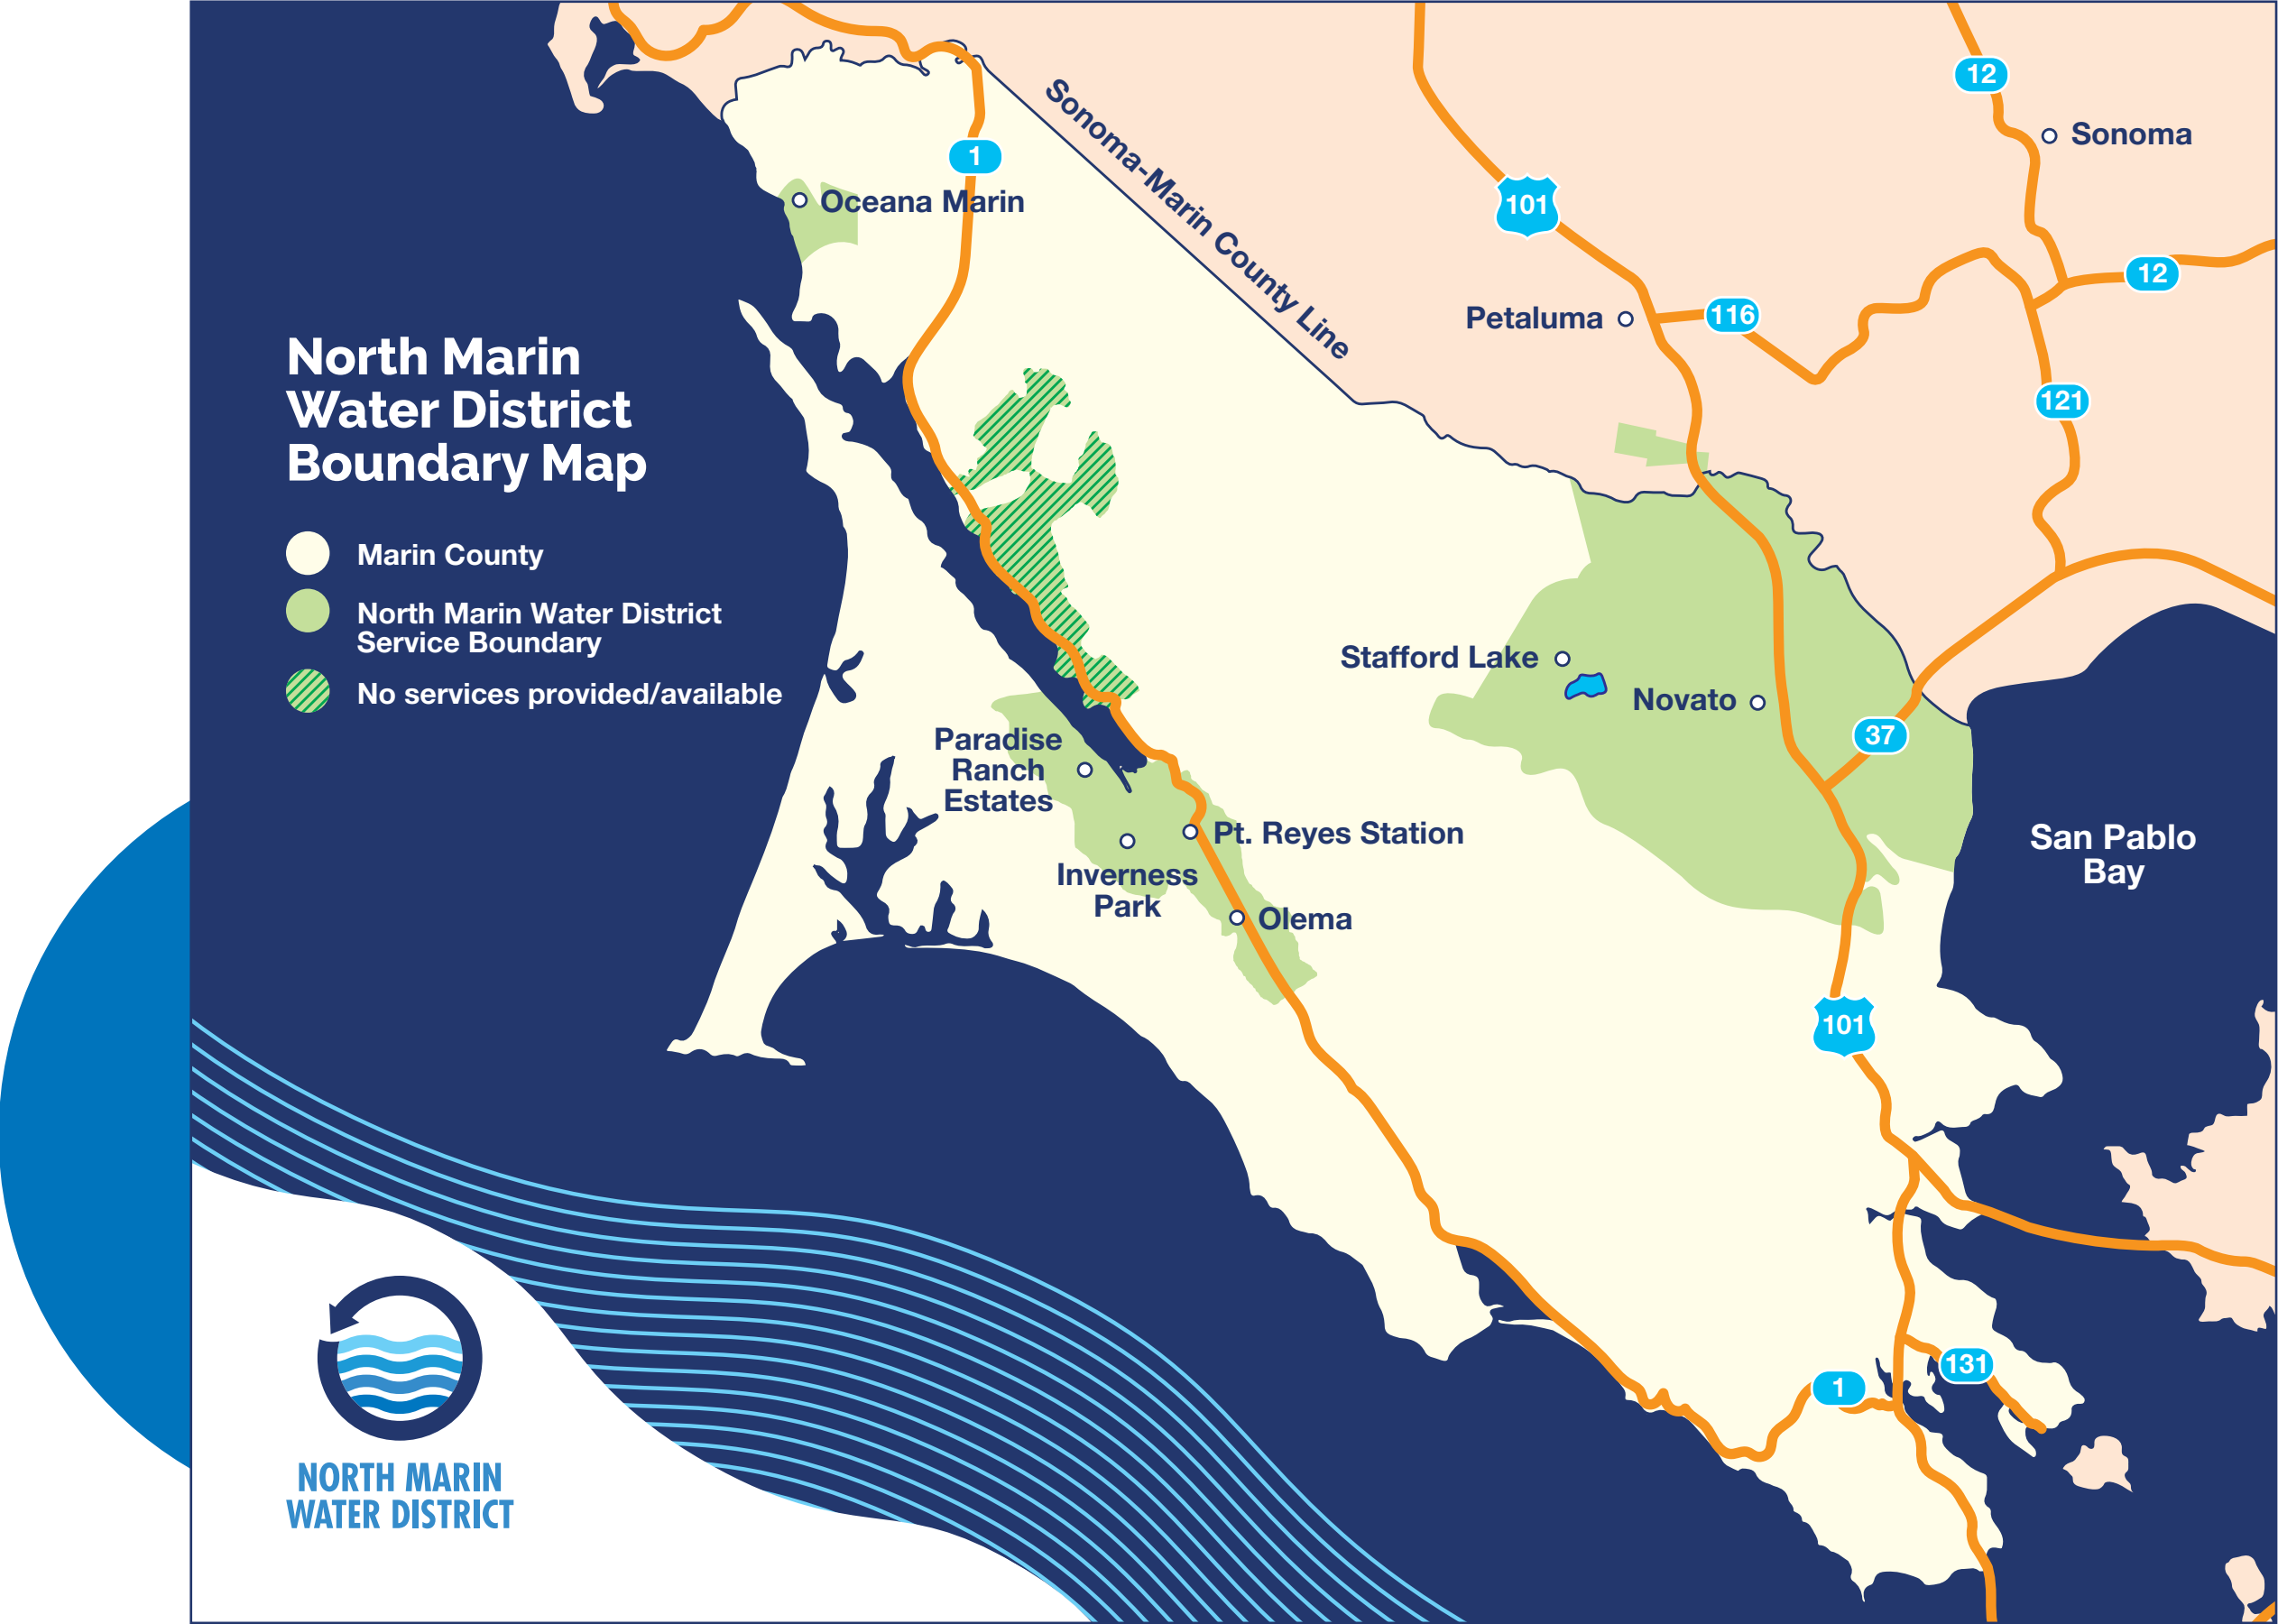 North Marin
Water District
Boundary Map
Marin County
North Marin Water District
Service Boundary
No services provided/available
Sonoma-Marin County Line
1
Oceana Marin
101
12
Sonoma
12
Petaluma
116
121
Stafford Lake
Novato
37
Paradise
Ranch
Estates
Pt. Reyes Station
Inverness
Park
Olema
San Pablo
Bay
101
131
1
NORTH MARIN
WATER DISTRICT